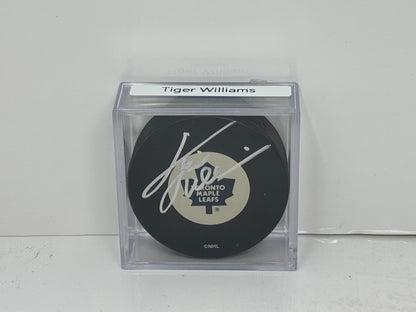 Tiger Williams
TORONTO
MAPLE
LEAFS
®
©NHL